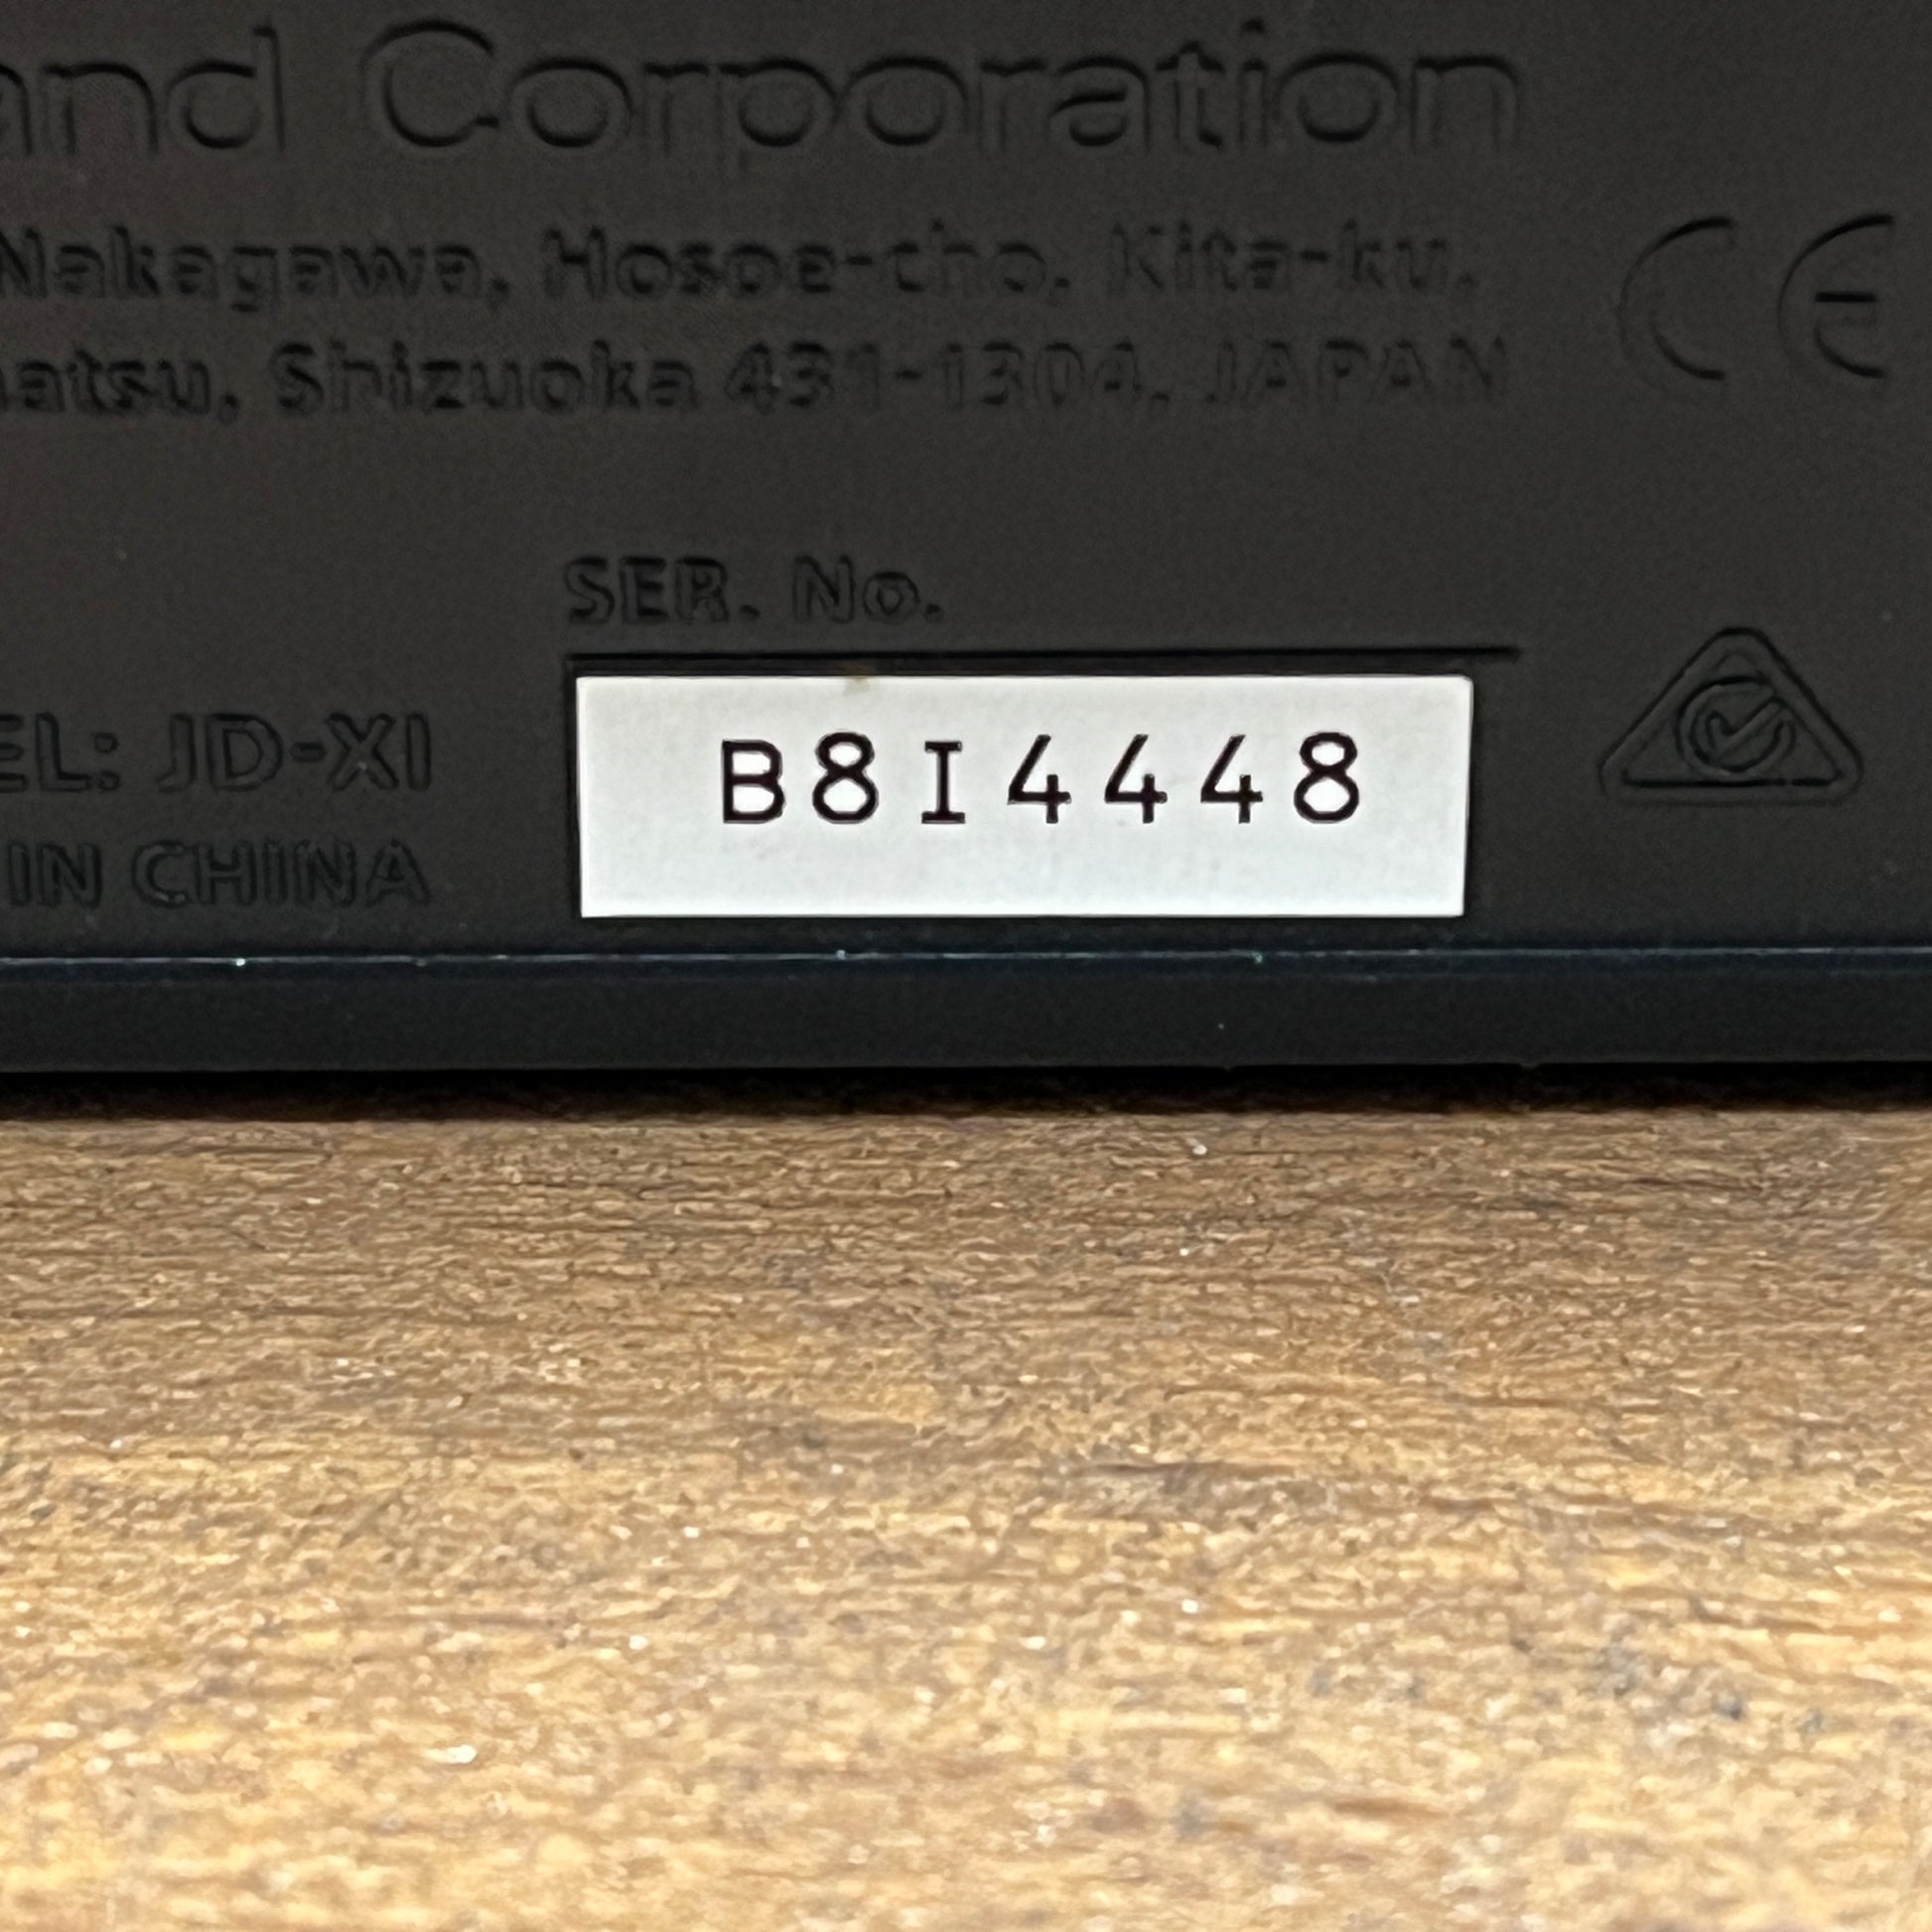 and Corporation
Nakagawa, Hosoe-cho, Kita-ku,
atsu, Shizuoka 431-1304, JAPAN
CE
SER. No.
EL: JD-XI
B8I4448
IN CHINA